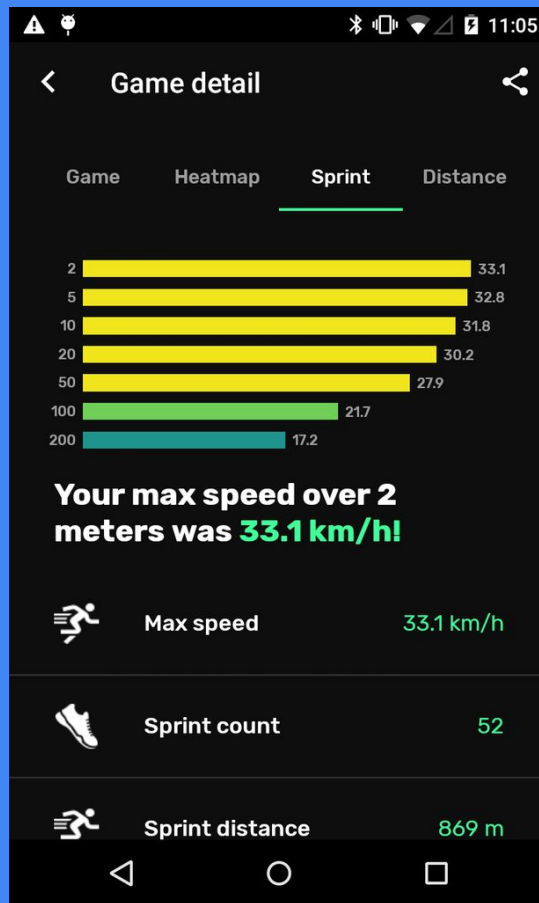 11:05
Game detail
Game Heatmap Sprint Distance
2 33.1
5 32.8
10 31.8
20 30.2
50 27.9
100 21.7
200 17.2
Your max speed over 2
meters was 33.1 km/h!
Max speed 33.1 km/h
Sprint count 52
Sprint distance 869 m